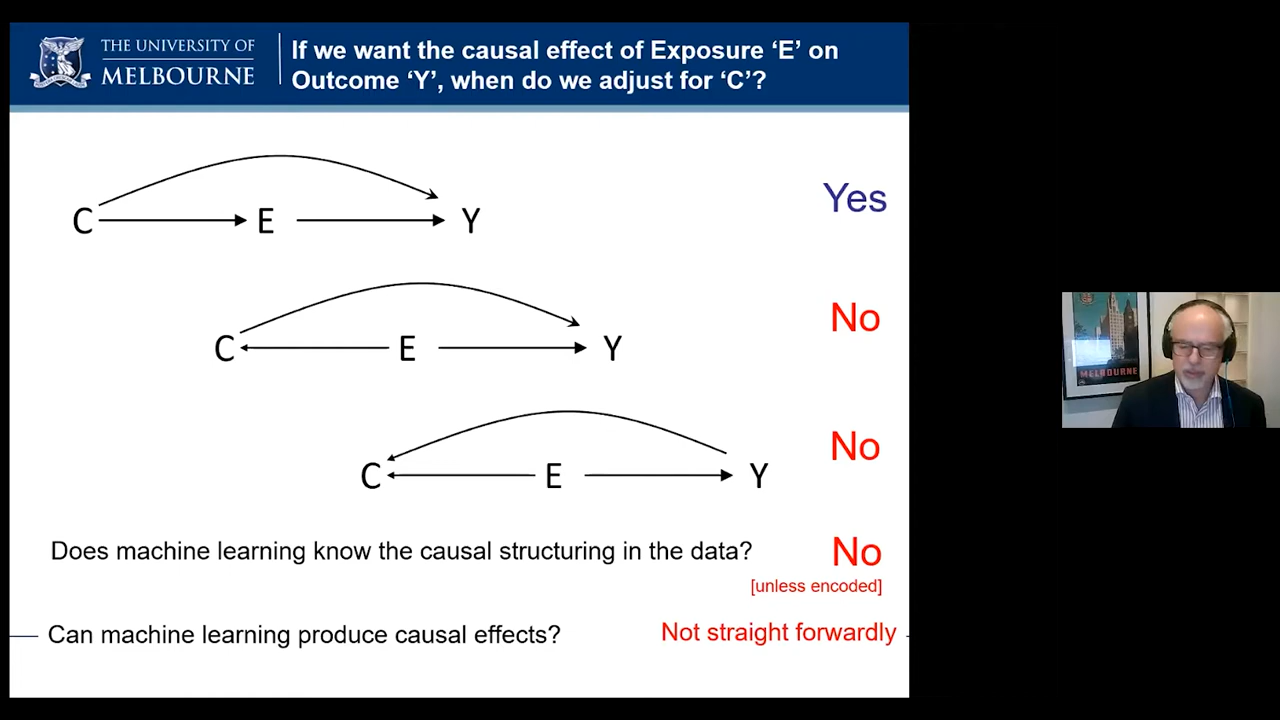 THE UNIVERSITY OF
MELBOURNE
If we want the causal effect of Exposure ‘E’ on
Outcome ‘Y’, when do we adjust for ‘C’?
C E Y
Yes
C E Y
No
C E Y
No
Does machine learning know the causal structuring in the data?
No
[unless encoded]
Can machine learning produce causal effects?
Not straight forwardly
MELBOURNE